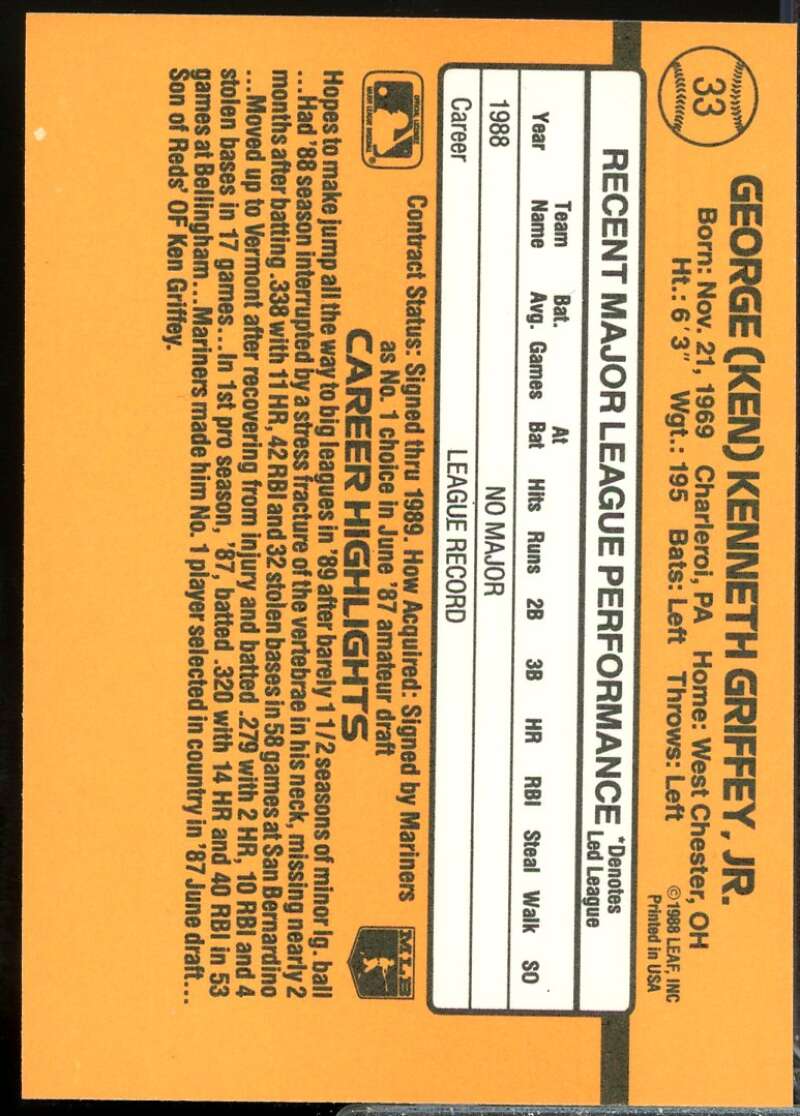 33
GEORGE (KEN) KENNETH GRIFFEY, JR.
Born: Nov. 21, 1969 Charleroi, PA Home: West Chester, OH
Ht.: 6' 3" Wgt.: 195 Bats: Left Throws: Left
©1988 LEAF, INC
Printed in USA
RECENT MAJOR LEAGUE PERFORMANCE *Denotes Led League
Year Team Name Bat. Avg. Games At Bat Hits Runs 2B 3B HR RBI Steal Walk SO
1988 NO MAJOR
Career LEAGUE RECORD
OFFICIAL LICENSEE
MAJOR LEAGUE BASEBALL
®
Contract Status: Signed thru 1989. How Acquired: Signed by Mariners
as No. 1 choice in June '87 amateur draft
MLB
CAREER HIGHLIGHTS
Hopes to make jump all the way to big leagues in '89 after barely 1 1/2 seasons of minor lg. ball
...Had '88 season interrupted by a stress fracture of the vertebrae in his neck, missing nearly 2
months after batting .338 with 11 HR, 42 RBI and 32 stolen bases in 58 games at San Bernardino
...Moved up to Vermont after recovering from injury and batted .279 with 2 HR, 10 RBI and 4
stolen bases in 17 games...In 1st pro season, '87, batted .320 with 14 HR and 40 RBI in 53
games at Bellingham...Mariners made him No. 1 player selected in country in '87 June draft...
Son of Reds' OF Ken Griffey.